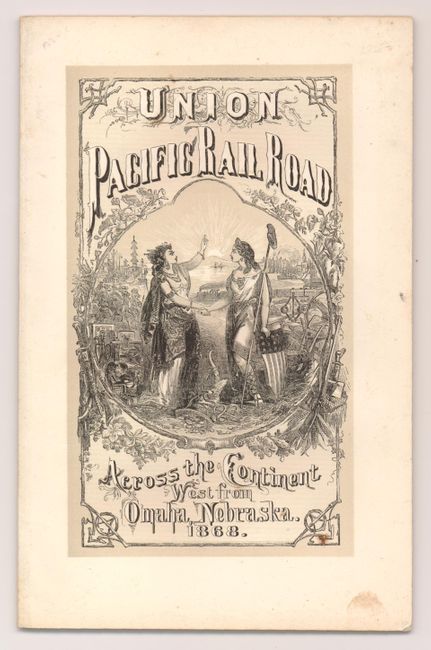 UNION
PACIFIC RAIL ROAD
Across the Continent
West from
Omaha, Nebraska.
1868.